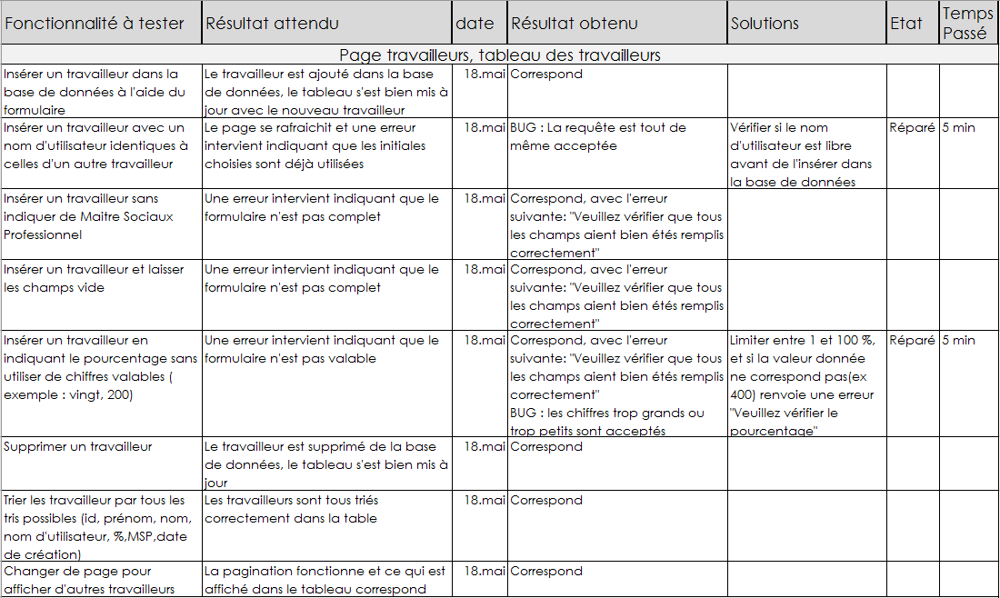 Fonctionnalité à tester
Résultat attendu
date
Résultat obtenu
Solutions
Etat
Temps
Passé
Page travailleurs, tableau des travailleurs
Insérer un travailleur dans la
base de données à l'aide du
formulaire
Le travailleur est ajouté dans la base
de données, le tableau s'est bien mis à
jour avec le nouveau travailleur
18.mai
Correspond
Insérer un travailleur avec un
nom d'utilisateur identiques à
celles d'un autre travailleur
Le page se rafraichit et une erreur
intervient indiquant que les initiales
choisies sont déjà utilisées
18.mai
BUG : La requête est tout de
même acceptée
Vérifier si le nom
d'utilisateur est libre
avant de l'insérer dans
la base de données
Réparé
5 min
Insérer un travailleur sans
indiquer de Maitre Sociaux
Professionnel
Une erreur intervient indiquant que le
formulaire n'est pas complet
18.mai
Correspond, avec l'erreur
suivante: "Veuillez vérifier que tous
les champs aient bien étés remplis
correctement"
Insérer un travailleur et laisser
les champs vide
Une erreur intervient indiquant que le
formulaire n'est pas complet
18.mai
Correspond, avec l'erreur
suivante: "Veuillez vérifier que tous
les champs aient bien étés remplis
correctement"
Insérer un travailleur en
indiquant le pourcentage sans
utiliser de chiffres valables (
exemple : vingt, 200)
Une erreur intervient indiquant que le
formulaire n'est pas valable
18.mai
Correspond, avec l'erreur
suivante: "Veuillez vérifier que tous
les champs aient bien étés remplis
correctement"
BUG : les chiffres trop grands ou
trop petits sont acceptés
Limiter entre 1 et 100 %,
et si la valeur donnée
ne correspond pas(ex
400) renvoie une erreur
"Veuillez vérifier le
pourcentage"
Réparé
5 min
Supprimer un travailleur
Le travailleur est supprimé de la base
de données, le tableau s'est bien mis à
jour
18.mai
Correspond
Trier les travailleur par tous les
tris possibles (id, prénom, nom,
nom d'utilisateur, %,MSP,date
de création)
Les travailleurs sont tous triés
correctement dans la table
18.mai
Correspond
Changer de page pour
afficher d'autres travailleurs
La pagination fonctionne et ce qui est
affiché dans le tableau correspond
18.mai
Correspond